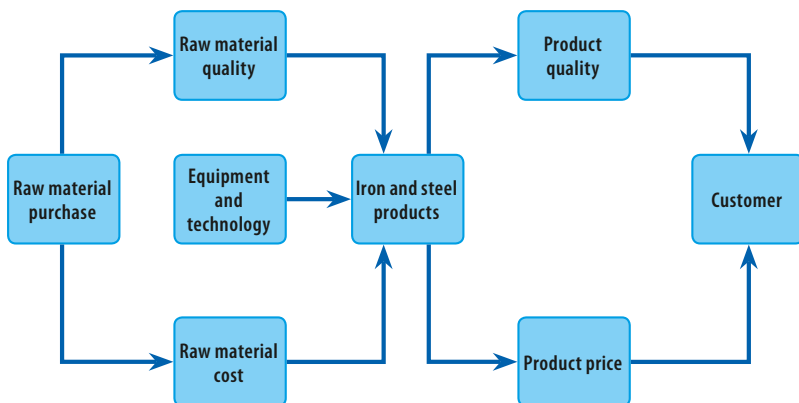 Raw material
quality
Product
quality
Raw material
purchase
Equipment
and
technology
Iron and steel
products
Customer
Raw material
cost
Product price